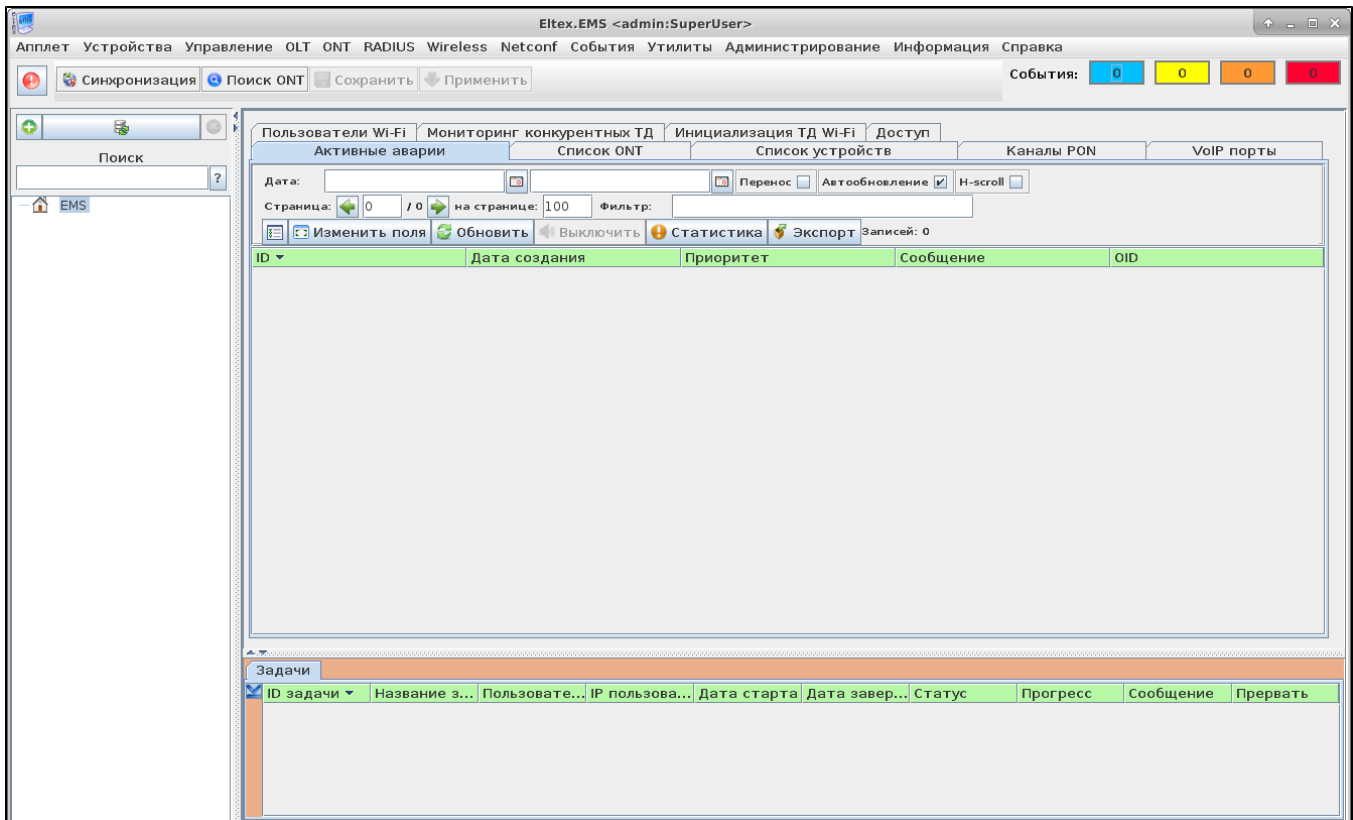 Eltex.EMS <admin:SuperUser>
Апплет Устройства Управление OLT ONT RADIUS Wireless Netconf События Утилиты Администрирование Информация Справка
Синхронизация Поиск ONT Сохранить Применить События: 0 0 0 0
Поиск
?
EMS
Пользователи Wi-Fi Мониторинг конкурентных ТД Инициализация ТД Wi-Fi Доступ
Активные аварии Список ONT Список устройств Каналы PON VoIP порты
Дата: Перенос Автообновление H-scroll
Страница: 0 / 0 на странице: 100 Фильтр:
Изменить поля Обновить Выключить Статистика Экспорт Записей: 0
ID Дата создания Приоритет Сообщение OID
Задачи
ID задачи Название з... Пользовате... IP пользова... Дата старта Дата завер... Статус Прогресс Сообщение Прервать